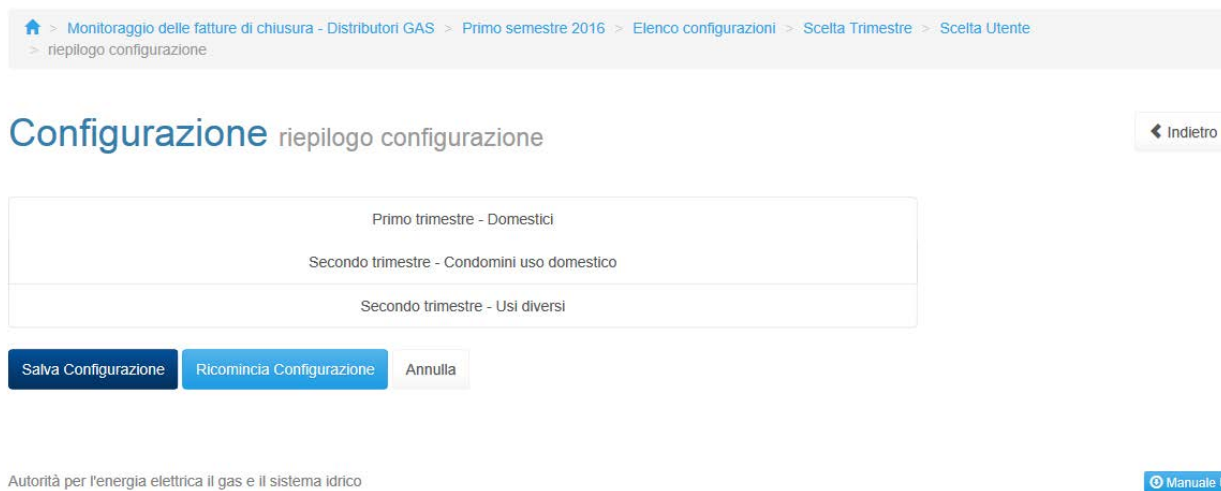 > Monitoraggio delle fatture di chiusura - Distributori GAS > Primo semestre 2016 > Elenco configurazioni > Scelta Trimestre > Scelta Utente
> riepilogo configurazione
Configurazione riepilogo configurazione
Indietro
Primo trimestre - Domestici
Secondo trimestre - Condomini uso domestico
Secondo trimestre - Usi diversi
Salva Configurazione Ricomincia Configurazione Annulla
Autorità per l'energia elettrica il gas e il sistema idrico
Manuale